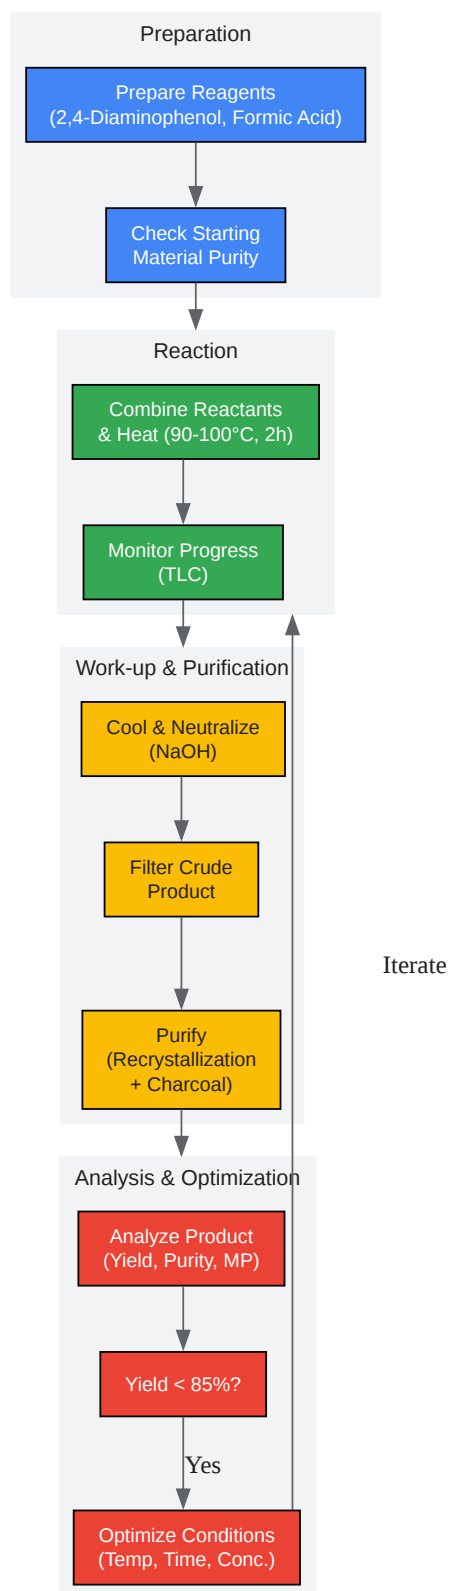 Preparation
Prepare Reagents
(2,4-Diaminophenol, Formic Acid)
Check Starting
Material Purity
Reaction
Combine Reactants
& Heat (90-100°C, 2h)
Monitor Progress
(TLC)
Work-up & Purification
Cool & Neutralize
(NaOH)
Filter Crude
Product
Iterate
Purify
(Recrystallization
+ Charcoal)
Analysis & Optimization
Analyze Product
(Yield, Purity, MP)
Yield < 85%?
Yes
Optimize Conditions
(Temp, Time, Conc.)